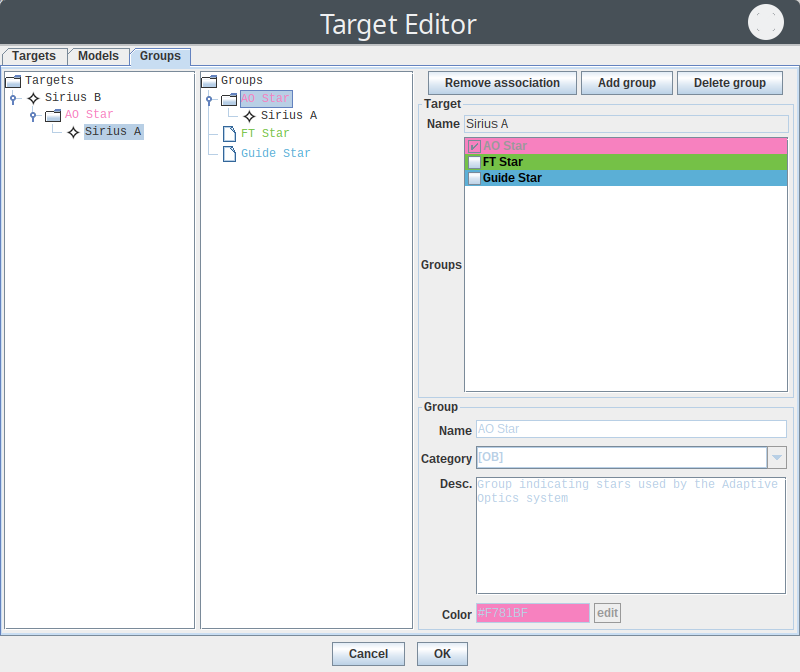 Target Editor
Targets
Models
Groups
Targets
Sirius B
AO Star
Sirius A
Groups
AO Star
Sirius A
FT Star
Guide Star
Remove association
Add group
Delete group
Target
Name
Sirius A
Groups
AO Star
FT Star
Guide Star
Group
Name
AO Star
Category
[OB]
Desc.
Group indicating stars used by the Adaptive
Optics system
Color
#F781BF
edit
Cancel
OK